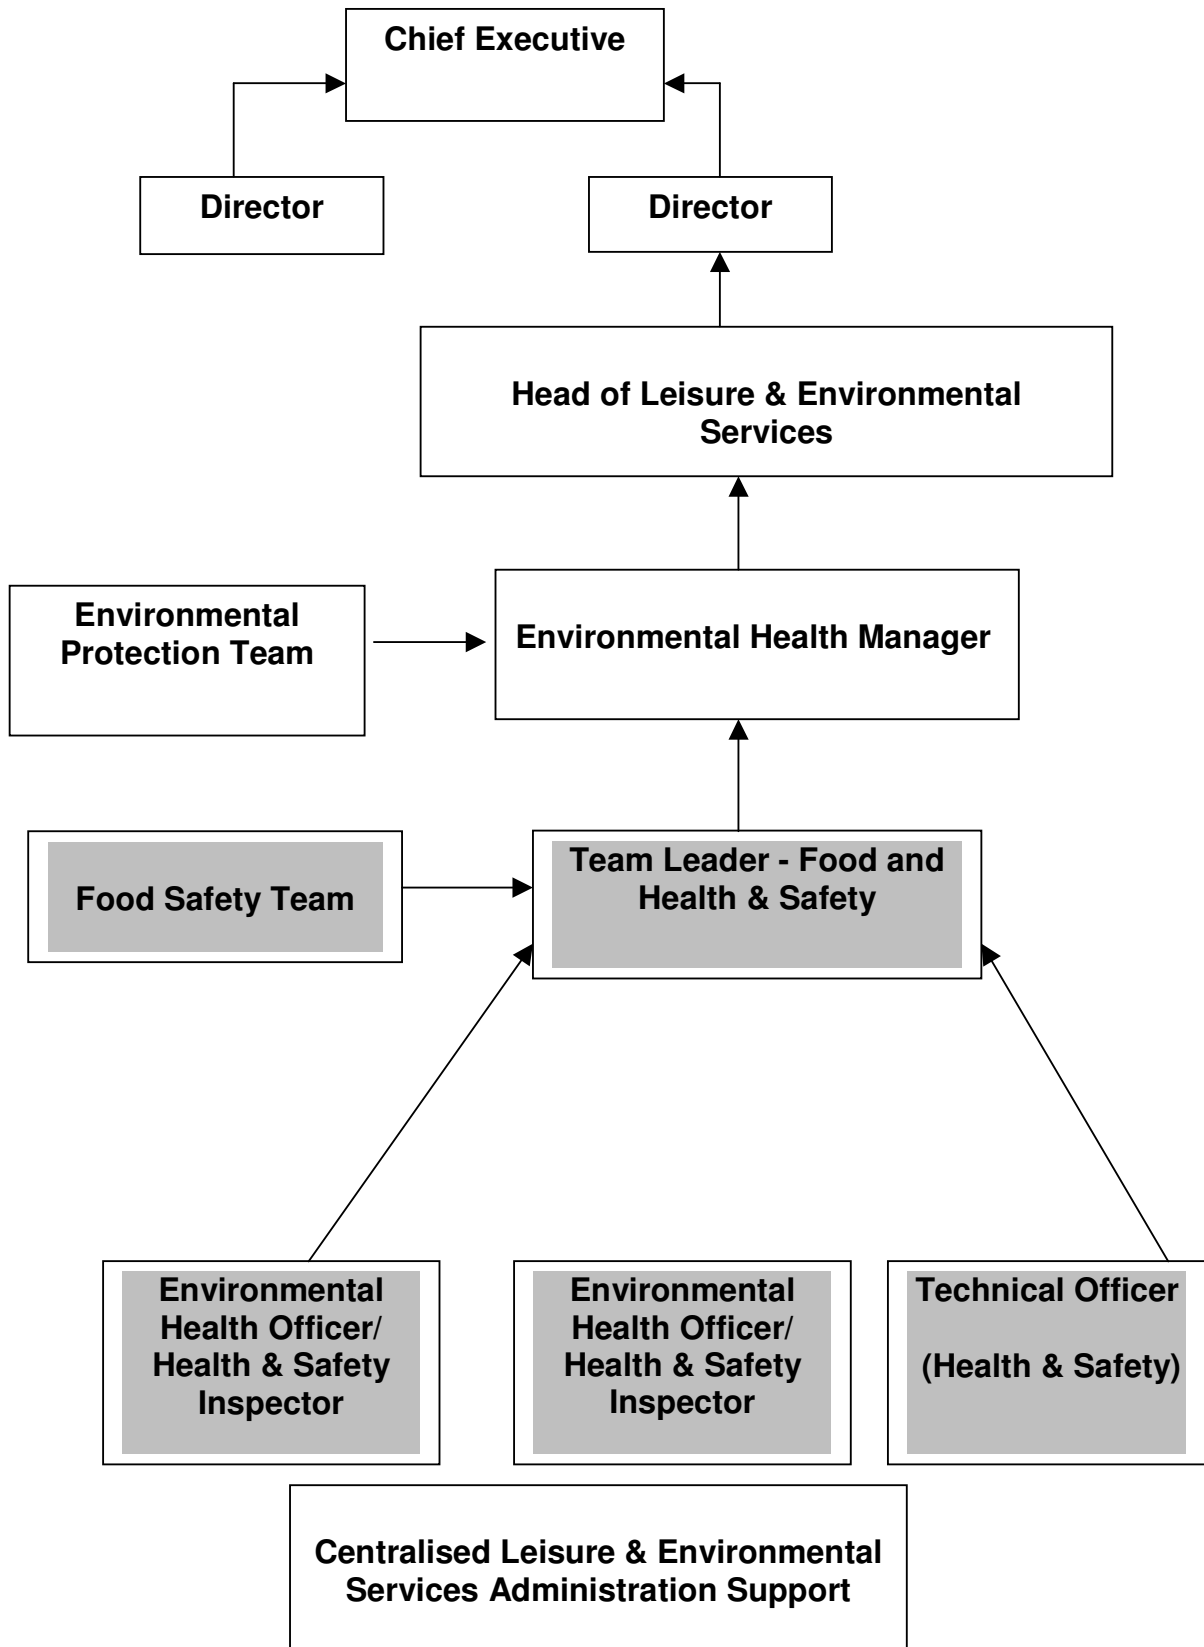 Chief Executive
Director
Director
Head of Leisure & Environmental
Services
Environmental
Protection Team
Environmental Health Manager
Food Safety Team
Team Leader - Food and
Health & Safety
Environmental
Health Officer/
Health & Safety
Inspector
Environmental
Health Officer/
Health & Safety
Inspector
Technical Officer
(Health & Safety)
Centralised Leisure & Environmental
Services Administration Support